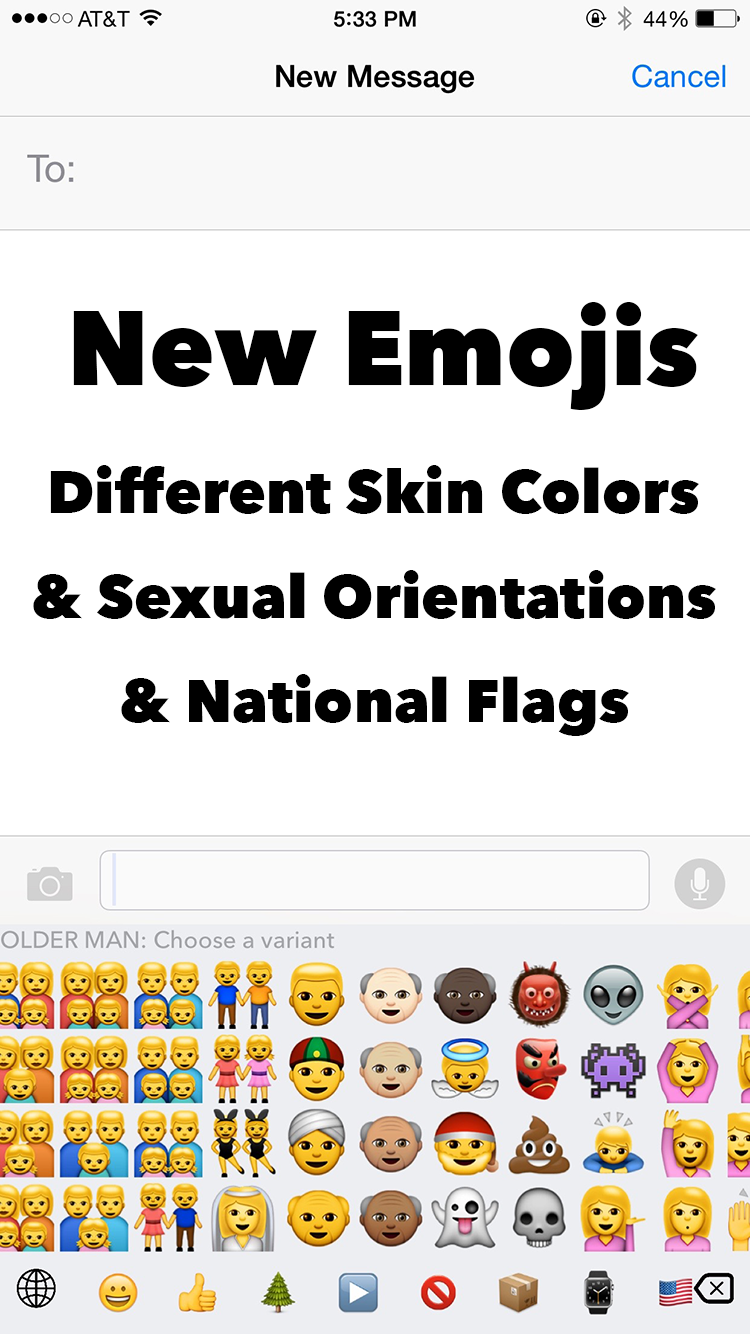 AT&T 5:33 PM 44%
New Message Cancel
To:
New Emojis
Different Skin Colors
& Sexual Orientations
& National Flags
OLDER MAN: Choose a variant